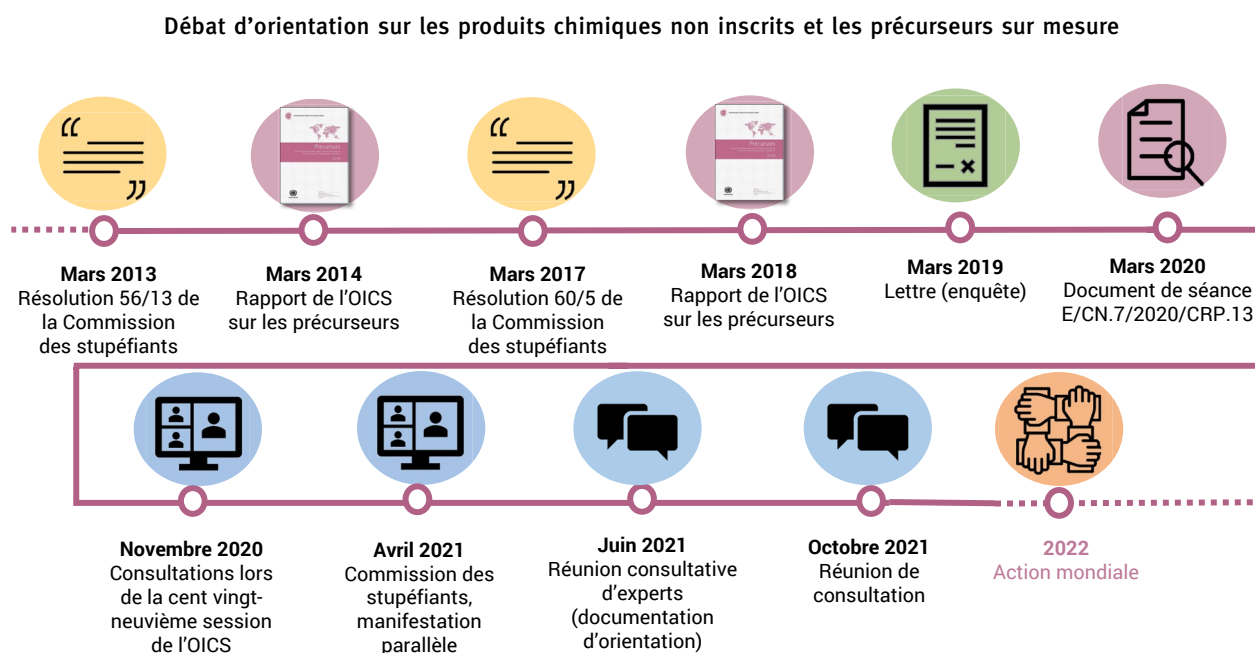 Débat d'orientation sur les produits chimiques non inscrits et les précurseurs sur mesure
Précurseurs
Précurseurs
Mars 2013
Résolution 56/13 de
la Commission
des stupéfiants
Mars 2014
Rapport de l'OICS
sur les précurseurs
Mars 2017
Résolution 60/5 de
la Commission
des stupéfiants
Mars 2018
Rapport de l'OICS
sur les précurseurs
Mars 2019
Lettre (enquête)
Mars 2020
Document de séance
E/CN.7/2020/CRP.13
Novembre 2020
Consultations lors
de la cent vingt-
neuvième session
de l'OICS
Avril 2021
Commission des
stupéfiants,
manifestation
parallèle
Juin 2021
Réunion consultative
d'experts
(documentation
d'orientation)
Octobre 2021
Réunion de
consultation
2022
Action mondiale